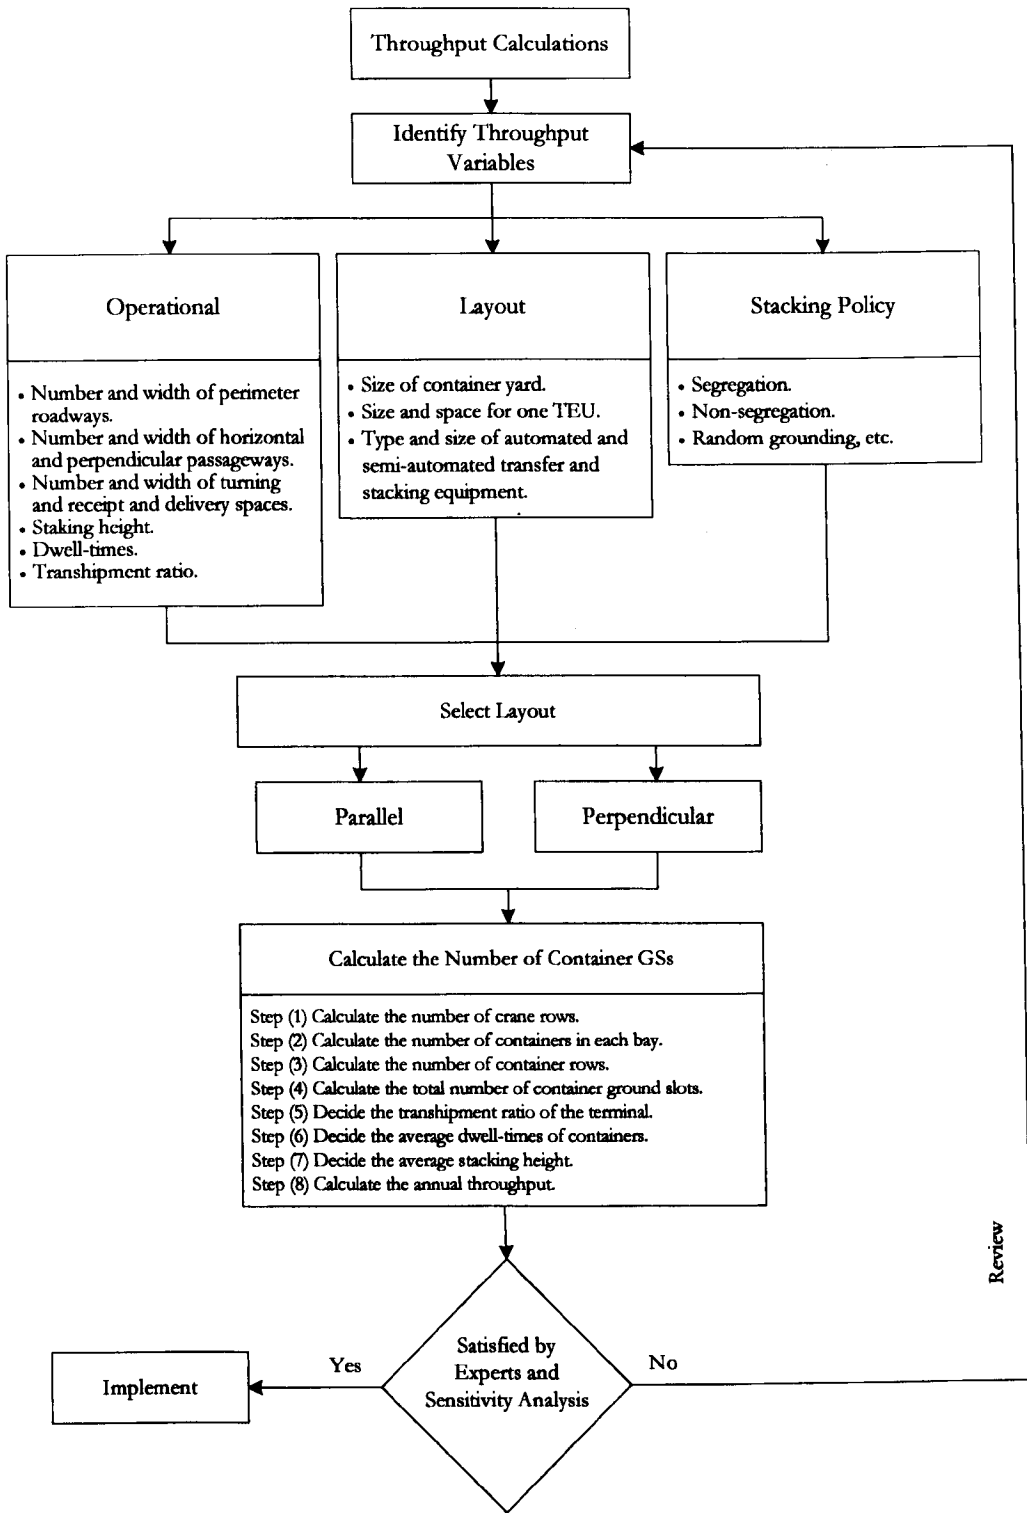 Throughput Calculations
Identify Throughput
Variables
Operational
• Number and width of perimeter
roadways.
• Number and width of horizontal
and perpendicular passageways.
• Number and width of turning
and receipt and delivery spaces.
• Staking height.
• Dwell-times.
• Transhipment ratio.
Layout
• Size of container yard.
• Size and space for one TEU.
• Type and size of automated and
semi-automated transfer and
stacking equipment.
Stacking Policy
• Segregation.
• Non-segregation.
• Random grounding, etc.
Select Layout
Parallel
Perpendicular
Calculate the Number of Container GSs
Step (1) Calculate the number of crane rows.
Step (2) Calculate the number of containers in each bay.
Step (3) Calculate the number of container rows.
Step (4) Calculate the total number of container ground slots.
Step (5) Decide the transhipment ratio of the terminal.
Step (6) Decide the average dwell-times of containers.
Step (7) Decide the average stacking height.
Step (8) Calculate the annual throughput.
Satisfied by
Experts and
Sensitivity Analysis
Yes
No
Implement
Review